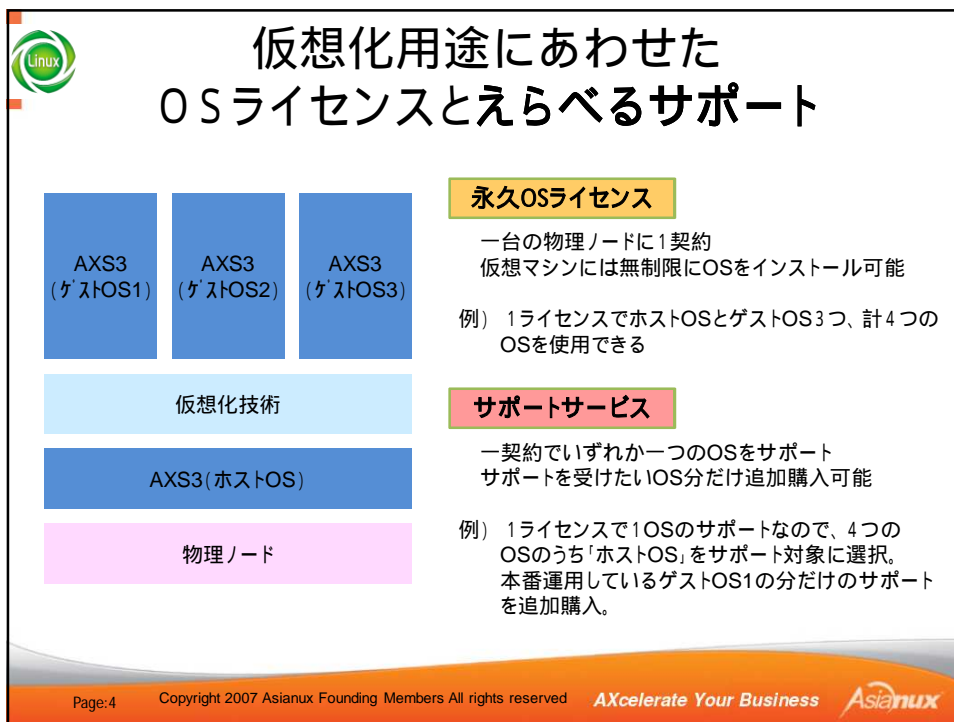 Linux
仮想化用途にあわせた
OSライセンスとえらべるサポート
AXS3
(ｹﾞｽﾄOS1)
AXS3
(ｹﾞｽﾄOS2)
AXS3
(ｹﾞｽﾄOS3)
仮想化技術
AXS3(ホストOS)
物理ノード
永久OSライセンス
一台の物理ノードに1契約
仮想マシンには無制限にOSをインストール可能
例) 1ライセンスでホストOSとゲストOS3つ、計4つの
OSを使用できる
サポートサービス
一契約でいずれか一つのOSをサポート
サポートを受けたいOS分だけ追加購入可能
例) 1ライセンスで1OSのサポートなので、4つの
OSのうち「ホストOS」をサポート対象に選択。
本番運用しているゲストOS1の分だけのサポート
を追加購入。
Page:4 Copyright 2007 Asianux Founding Members All rights reserved AXcelerate Your Business Asianux